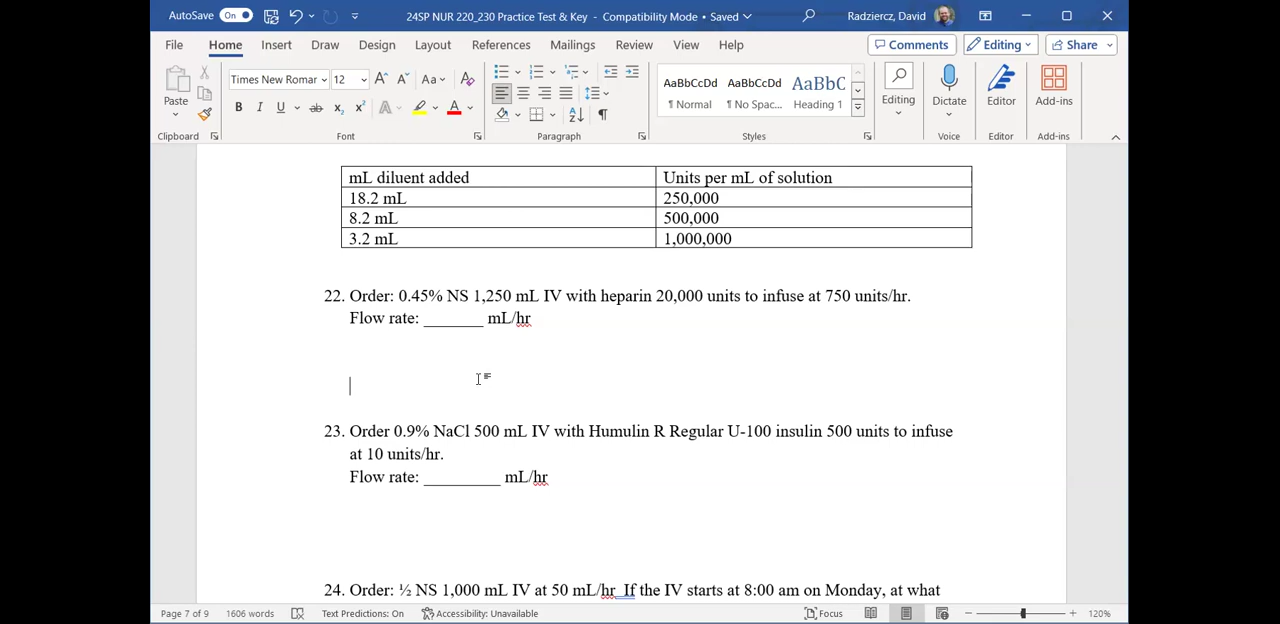 AutoSave On 24SP NUR 220_230 Practice Test & Key - Compatibility Mode • Saved Radziercz, David
File Home Insert Draw Design Layout References Mailings Review View Help Comments Editing Share
Paste Times New Romar 12 A A Aa A AaBbCcDd AaBbCcDd AaBbC Editing Dictate Editor Add-ins
B I U ab x₂ x² A A ¶ Normal ¶ No Spac... Heading 1
Clipboard Font Paragraph Styles Voice Editor Add-ins
mL diluent added Units per mL of solution
18.2 mL 250,000
8.2 mL 500,000
3.2 mL 1,000,000
22. Order: 0.45% NS 1,250 mL IV with heparin 20,000 units to infuse at 750 units/hr.
Flow rate: _______ mL/hr
23. Order 0.9% NaCl 500 mL IV with Humulin R Regular U-100 insulin 500 units to infuse
at 10 units/hr.
Flow rate: _________ mL/hr
24. Order: ½ NS 1,000 mL IV at 50 mL/hr If the IV starts at 8:00 am on Monday, at what
Page 7 of 9 1606 words Text Predictions: On Accessibility: Unavailable Focus 120%